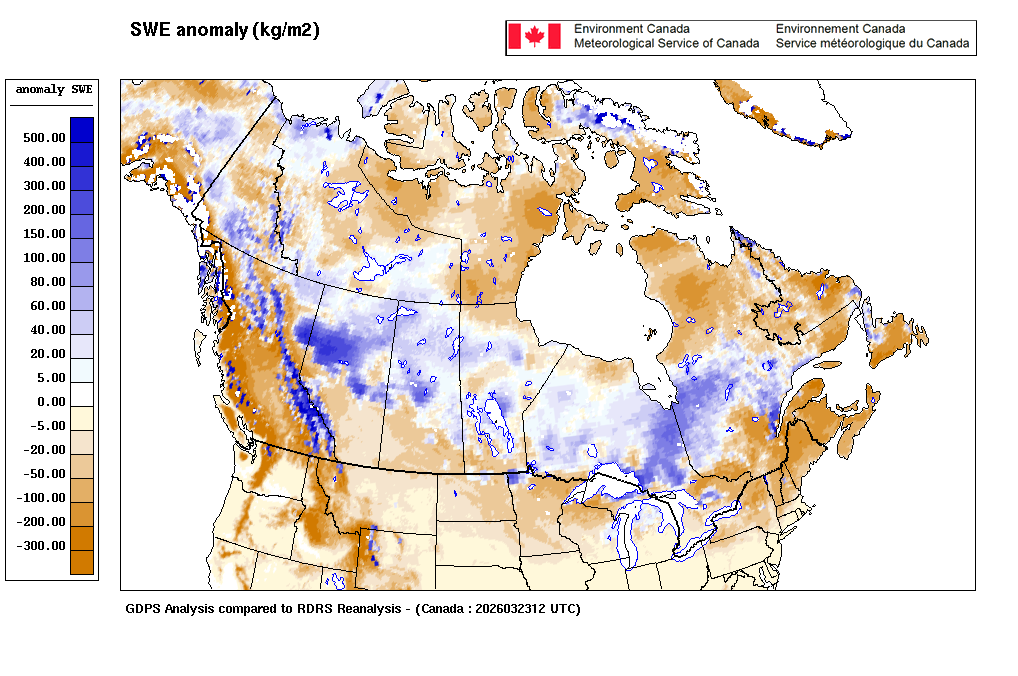 SWE anomaly (kg/m2)
Environment Canada
Meteorological Service of Canada
Environnement Canada
Service météorologique du Canada
anomaly SWE
500.00
400.00
300.00
200.00
150.00
100.00
80.00
60.00
40.00
20.00
5.00
0.00
-5.00
-20.00
-50.00
-100.00
-200.00
-300.00
GDPS Analysis compared to RDRS Reanalysis - (Canada : 2026032312 UTC)